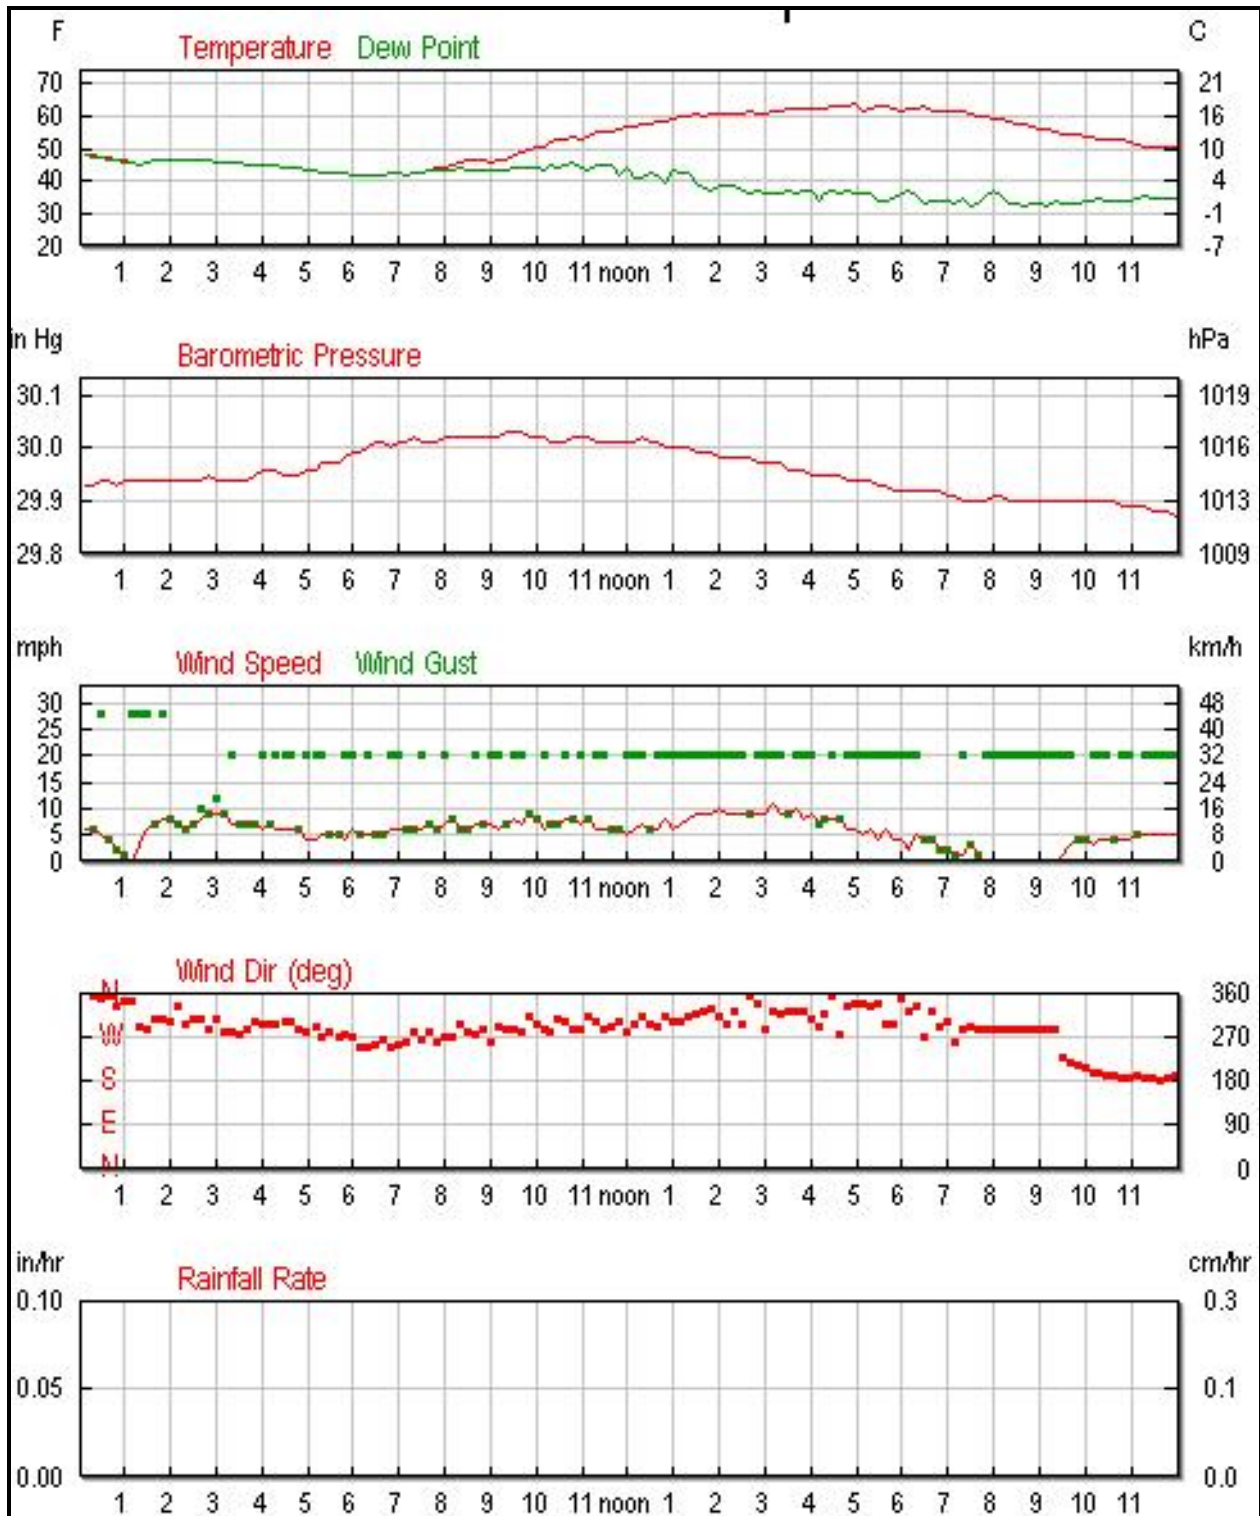 F C
Temperature Dew Point
70 21
60 16
50 10
40 4
30 -1
20 -7
1 2 3 4 5 6 7 8 9 10 11 noon 1 2 3 4 5 6 7 8 9 10 11
in Hg hPa
Barometric Pressure
30.1 1019
30.0 1016
29.9 1013
29.8 1009
1 2 3 4 5 6 7 8 9 10 11 noon 1 2 3 4 5 6 7 8 9 10 11
mph km/h
Wind Speed Wind Gust
30 48
25 40
20 32
15 24
10 16
5 8
0 0
1 2 3 4 5 6 7 8 9 10 11 noon 1 2 3 4 5 6 7 8 9 10 11
Wind Dir (deg)
N 360
W 270
S 180
E 90
N 0
1 2 3 4 5 6 7 8 9 10 11 noon 1 2 3 4 5 6 7 8 9 10 11
in/hr cm/hr
Rainfall Rate
0.10 0.3
0.05 0.1
0.00 0.0
1 2 3 4 5 6 7 8 9 10 11 noon 1 2 3 4 5 6 7 8 9 10 11